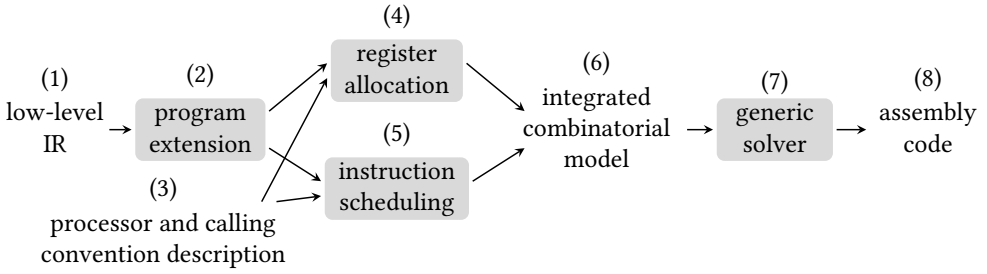 (1)
low-level
IR
(2)
program
extension
(3)
processor and calling
convention description
(4)
register
allocation
(5)
instruction
scheduling
(6)
integrated
combinatorial
model
(7)
generic
solver
(8)
assembly
code